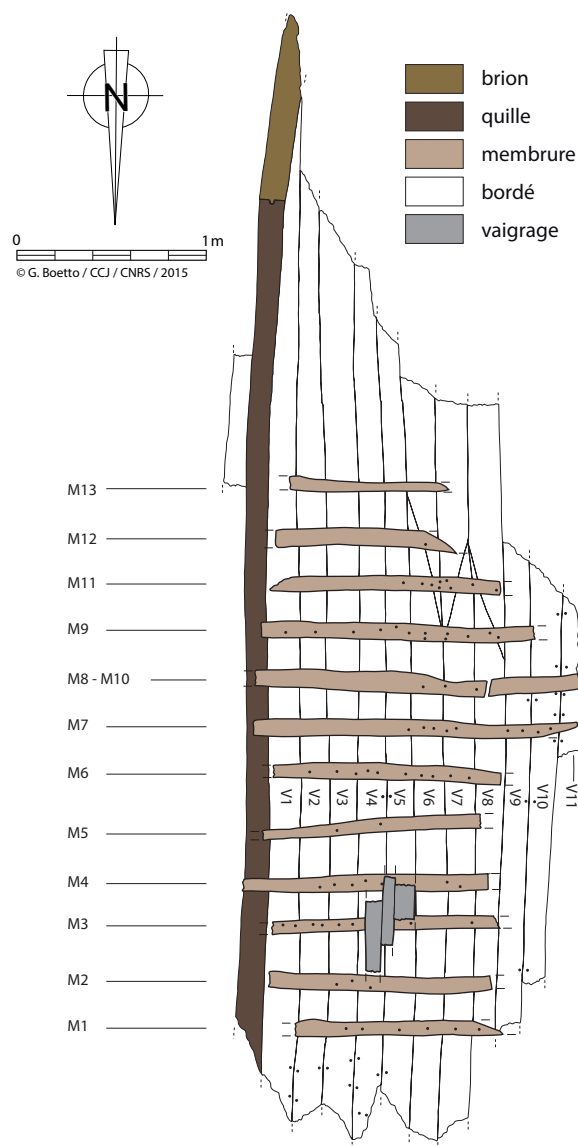 N
brion
quille
membrure
bordé
vaigrage
0 1 m
© G. Boetto / CCJ / CNRS / 2015
M13
M12
M11
M9
M8 - M10
M7
M6
V1 V2 V3 V4 V5 V6 V7 V8 V9 V10 V11
M5
M4
M3
M2
M1